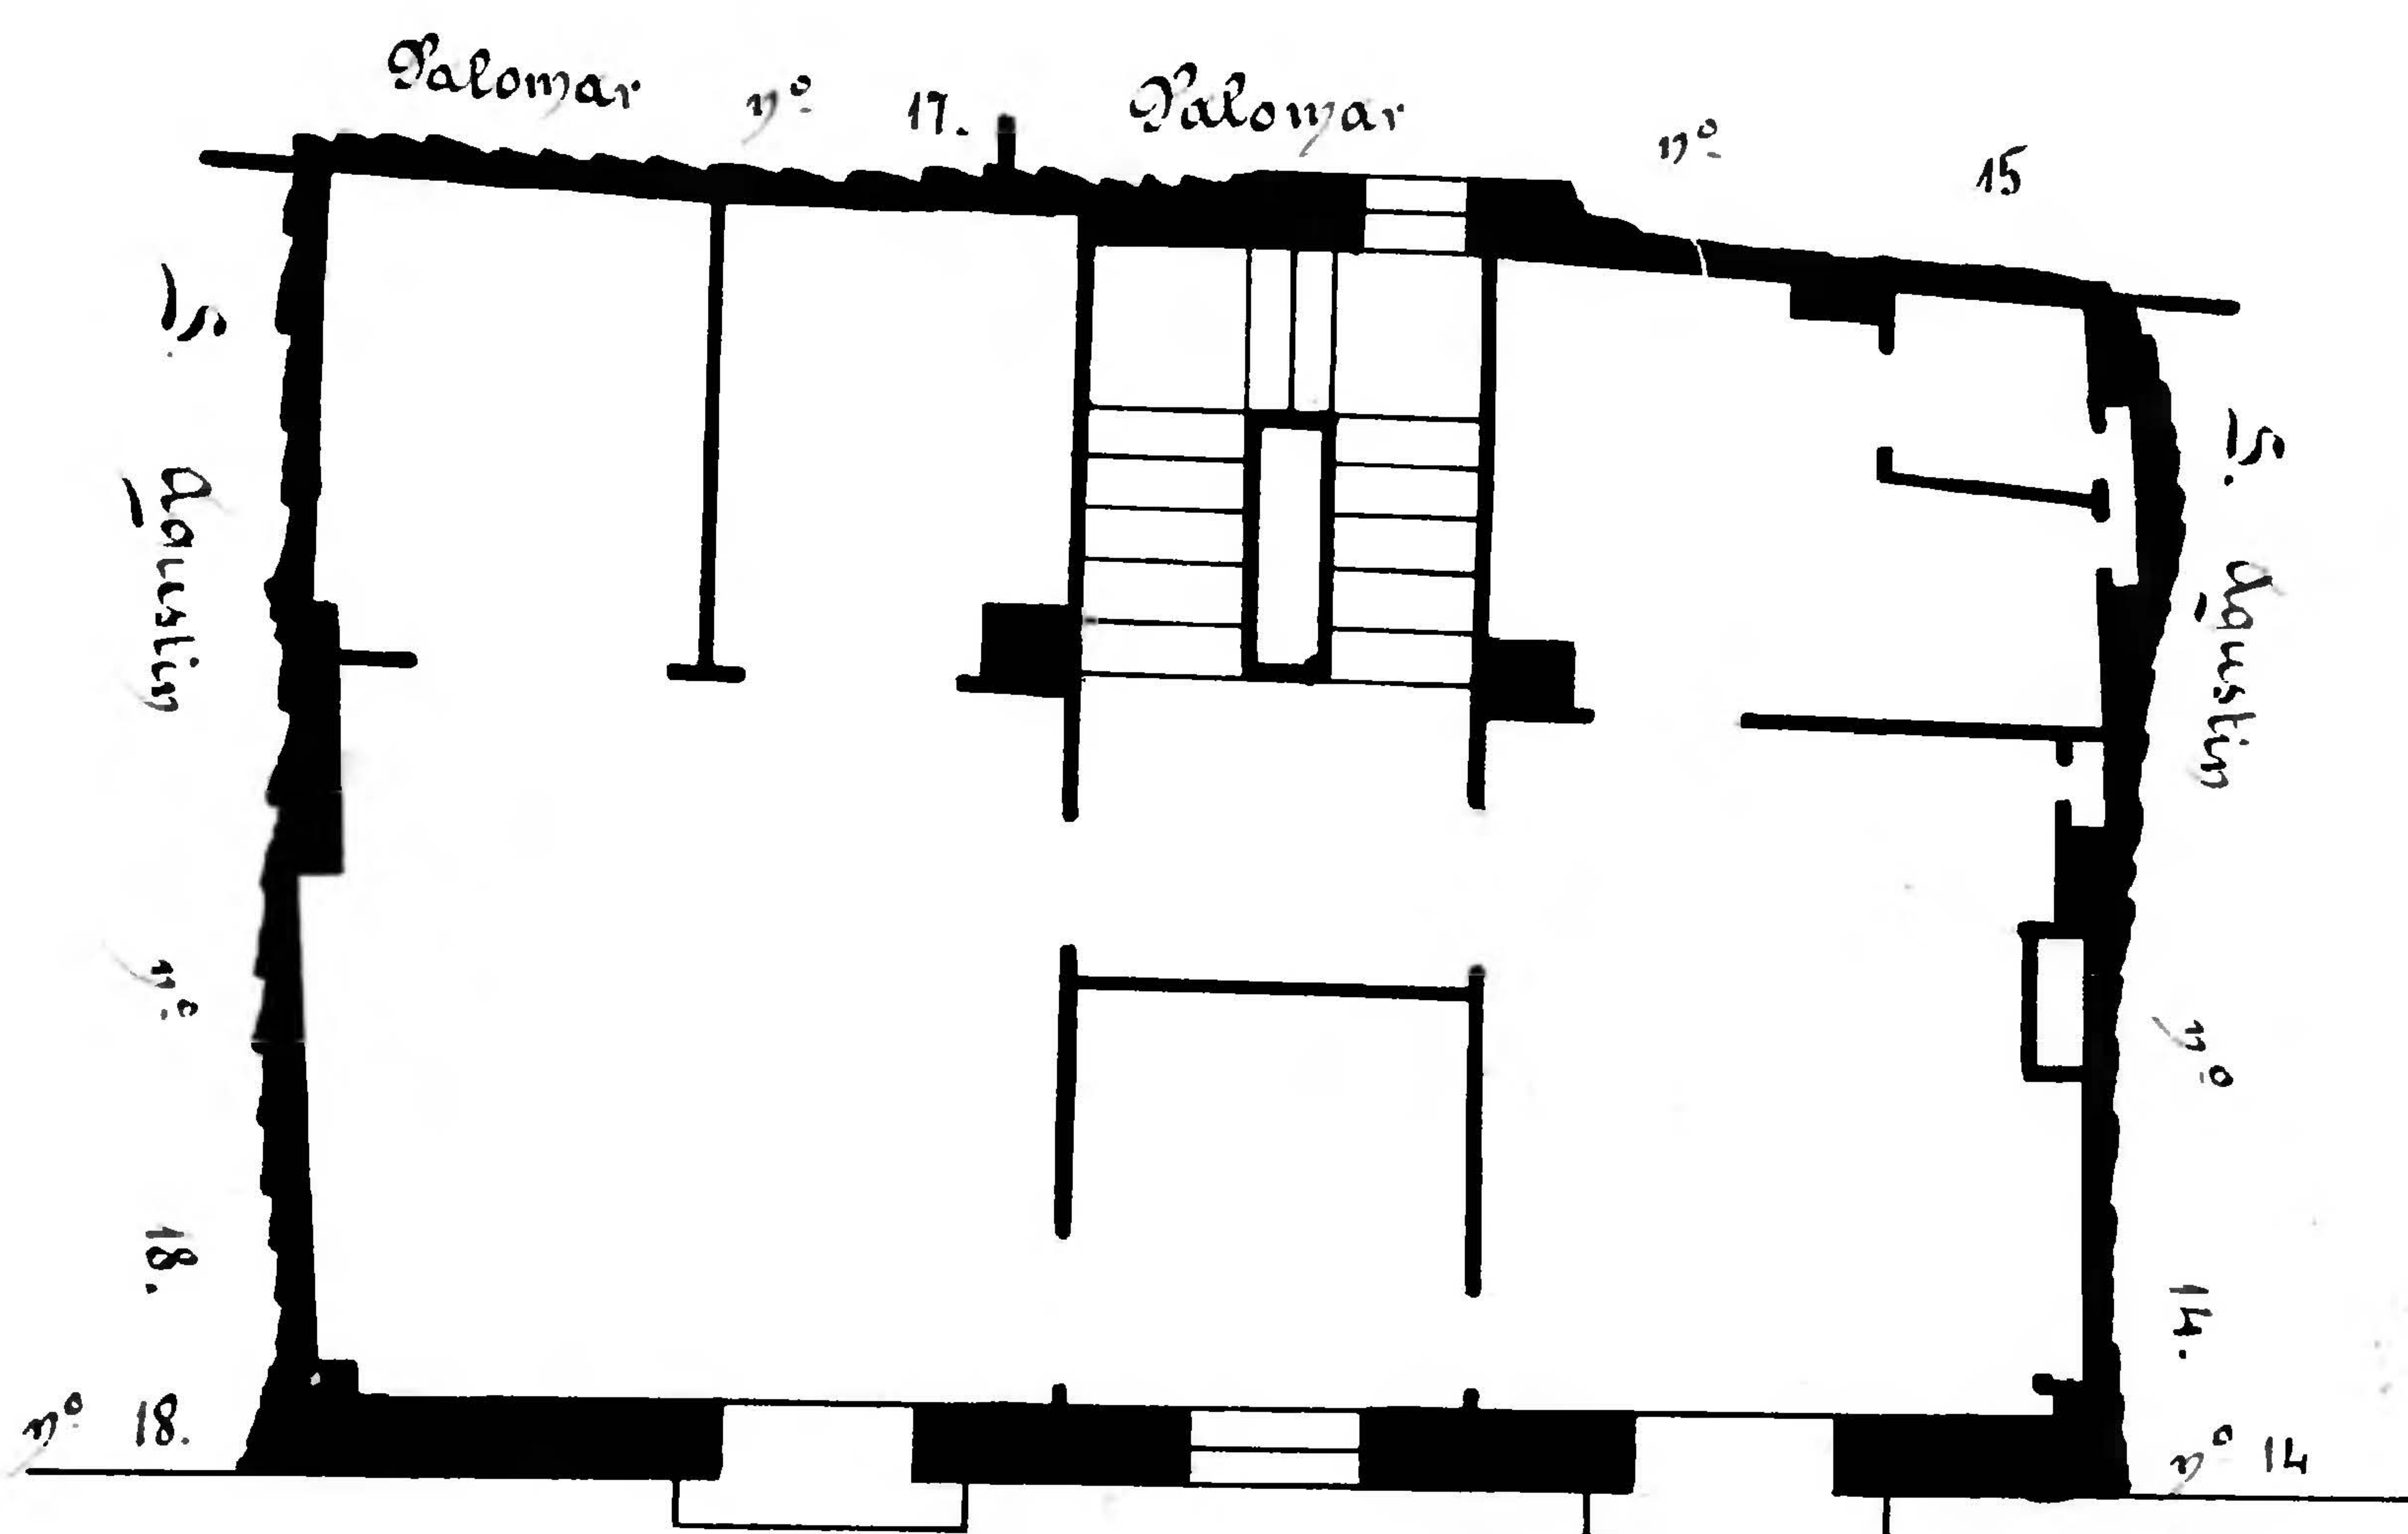 Palomar nº 17.
Palomar nº 15
S. Agustin nº 18.
S. Agustin nº 14.
nº 18.
nº 14